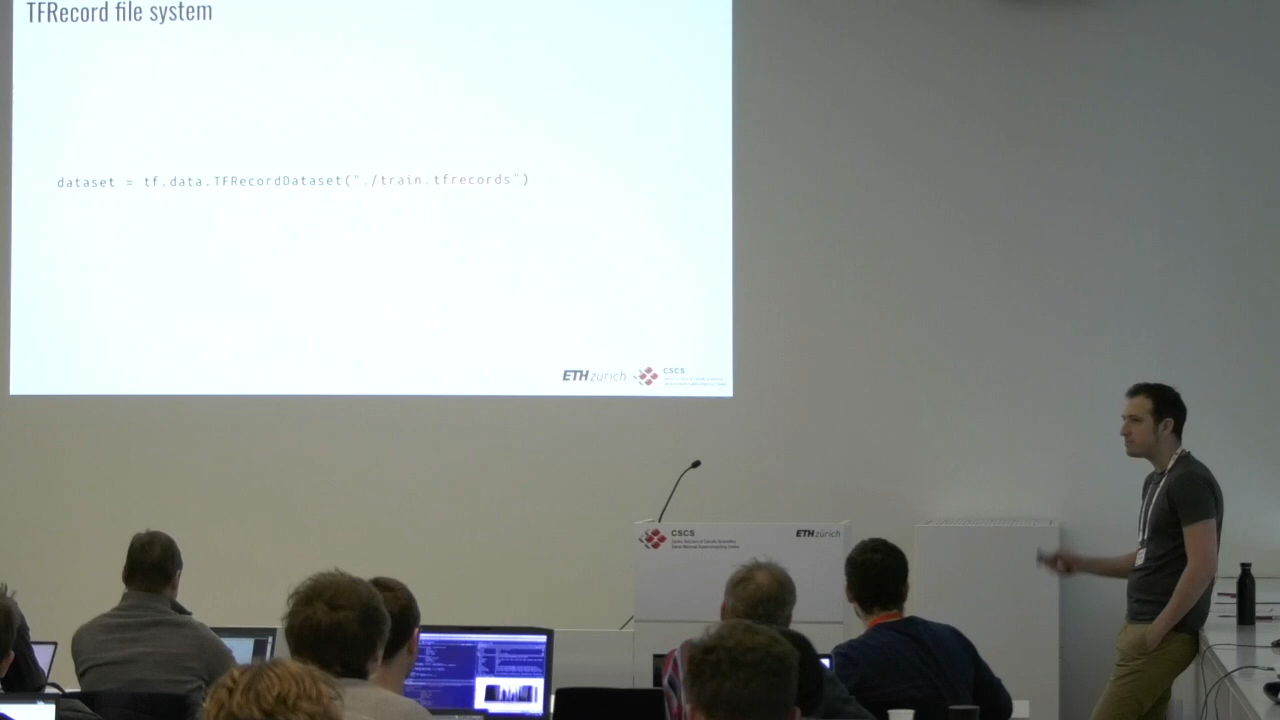 TFRecord file system
dataset = tf.data.TFRecordDataset("./train.tfrecords")
ETH zürich
CSCS
CSCS
ETH zürich